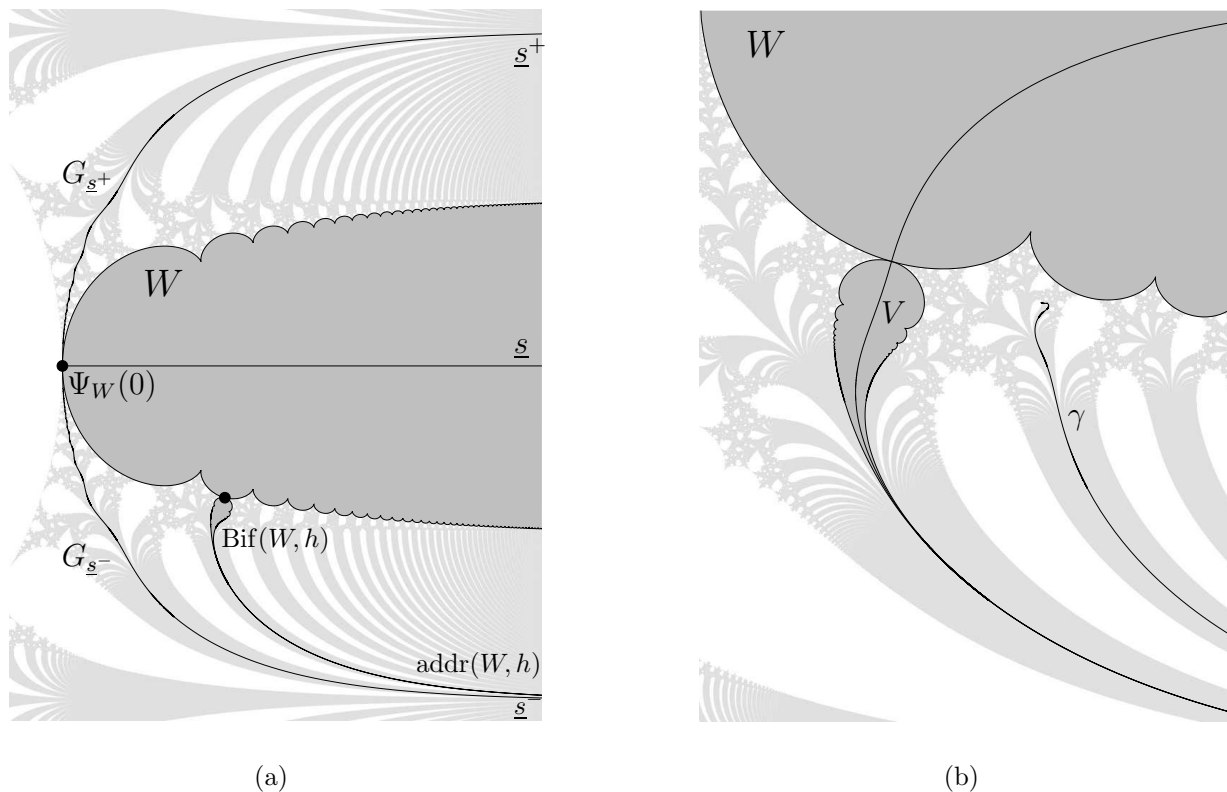 s⁺
G_s⁺
W
s
Ψ_W(0)
Bif(W, h)
G_s⁻
addr(W, h)
s⁻
(a)
W
V
γ
(b)